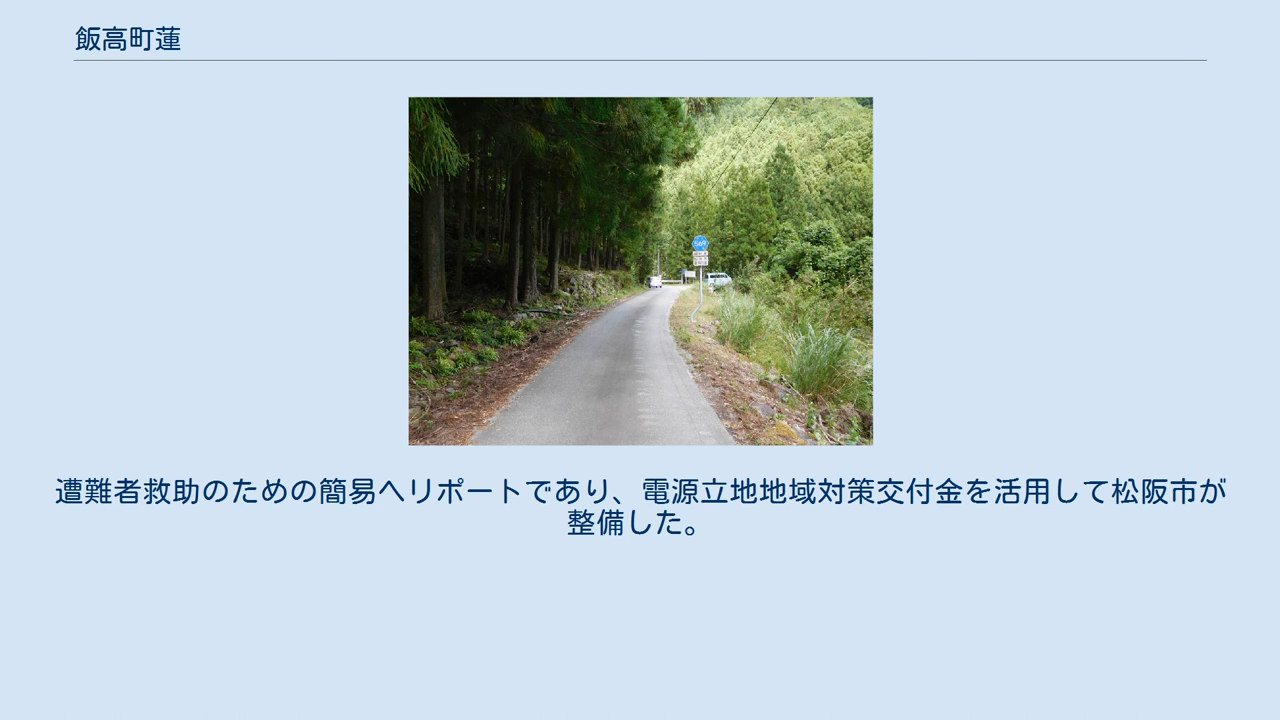 飯高町蓮
569
遭難者救助のための簡易ヘリポートであり、電源立地地域対策交付金を活用して松阪市が
整備した。